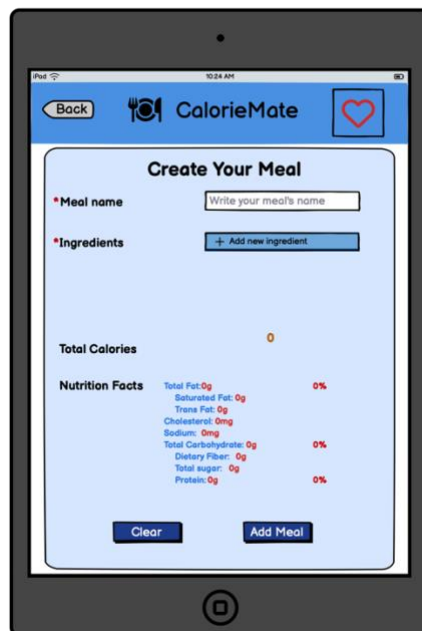 iPod 10:24 AM
Back CalorieMate
Create Your Meal
*Meal name Write your meal's name
*Ingredients + Add new ingredient
0
Total Calories
Nutrition Facts Total Fat:0g 0%
Saturated Fat: 0g
Trans Fat: 0g
Cholesterol: 0mg
Sodium: 0mg
Total Carbohydrate: 0g 0%
Dietary Fiber: 0g
Total sugar: 0g
Protein: 0g 0%
Clear Add Meal